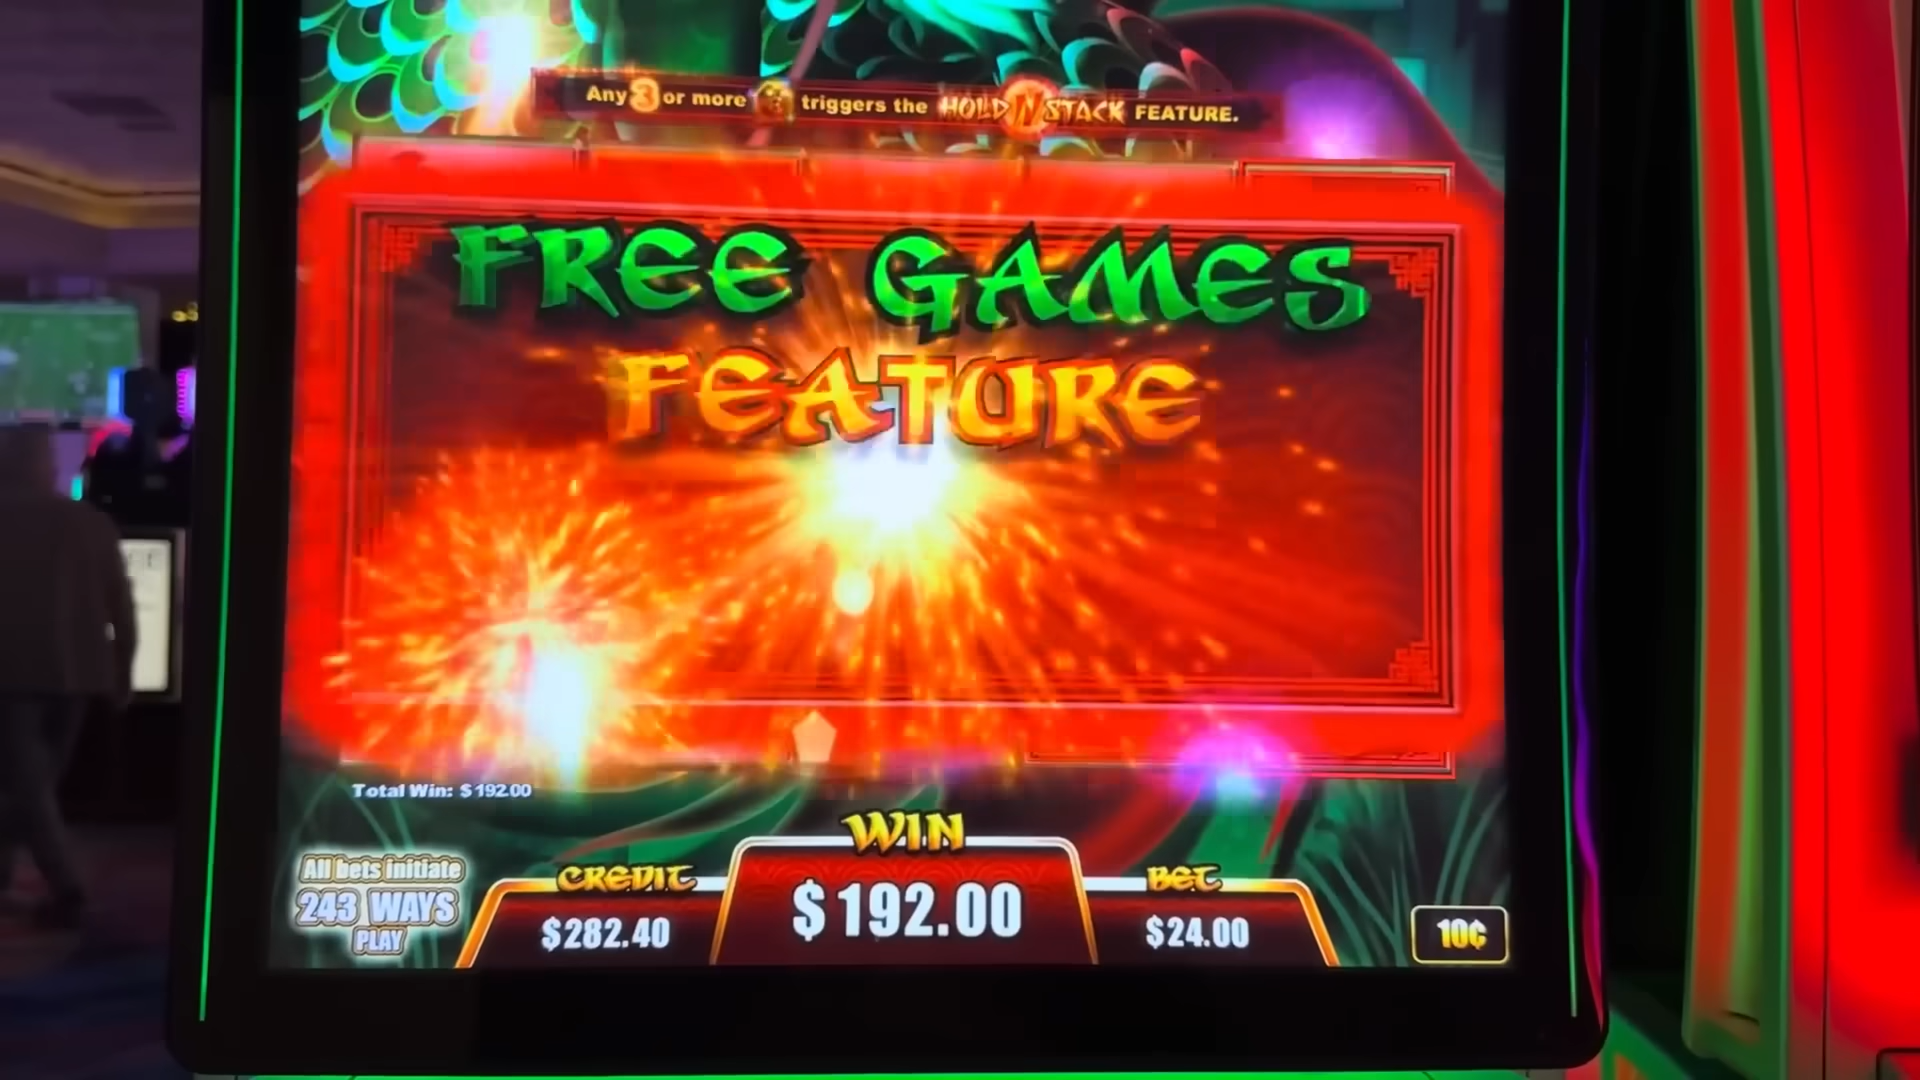 Any 3 or more triggers the HOLD N STACK FEATURE.
FREE GAMES
FEATURE
Total Win: $192.00
WIN
$192.00
All bets initiate
243 WAYS
PLAY
CREDIT
$282.40
BET
$24.00
10¢